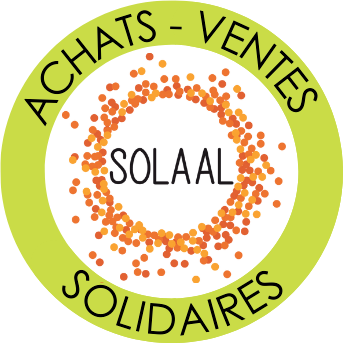 ACHATS - VENTES
SOLAAL
SOLIDAIRES